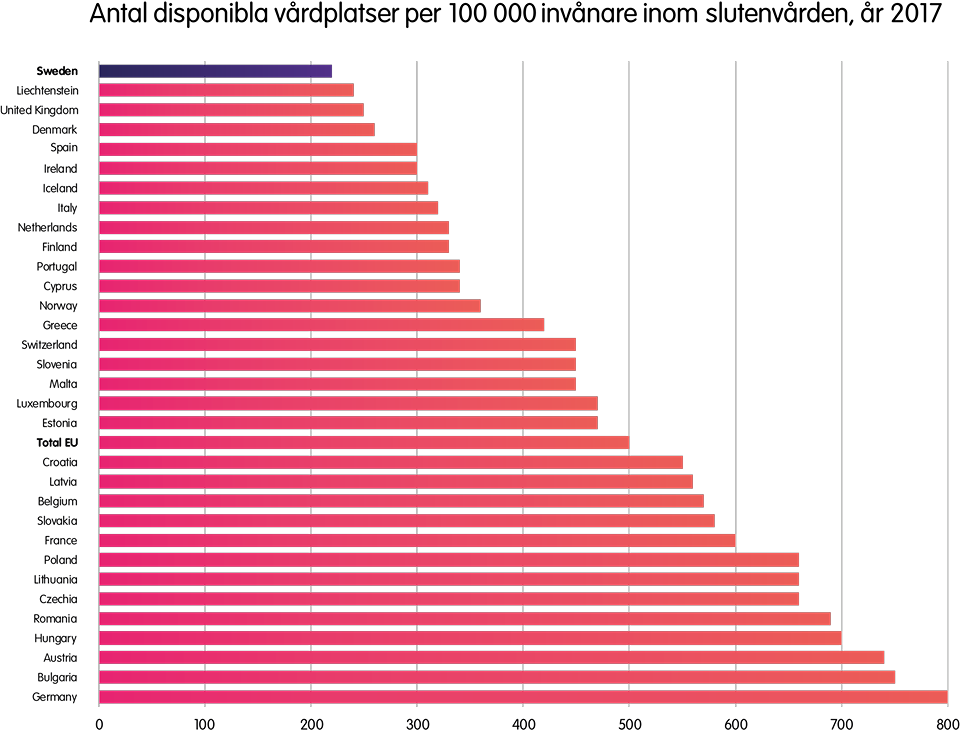 Antal disponibla vårdplatser per 100 000 invånare inom slutenvården, år 2017
Sweden
Liechtenstein
United Kingdom
Denmark
Spain
Ireland
Iceland
Italy
Netherlands
Finland
Portugal
Cyprus
Norway
Greece
Switzerland
Slovenia
Malta
Luxembourg
Estonia
Total EU
Croatia
Latvia
Belgium
Slovakia
France
Poland
Lithuania
Czechia
Romania
Hungary
Austria
Bulgaria
Germany
0 100 200 300 400 500 600 700 800